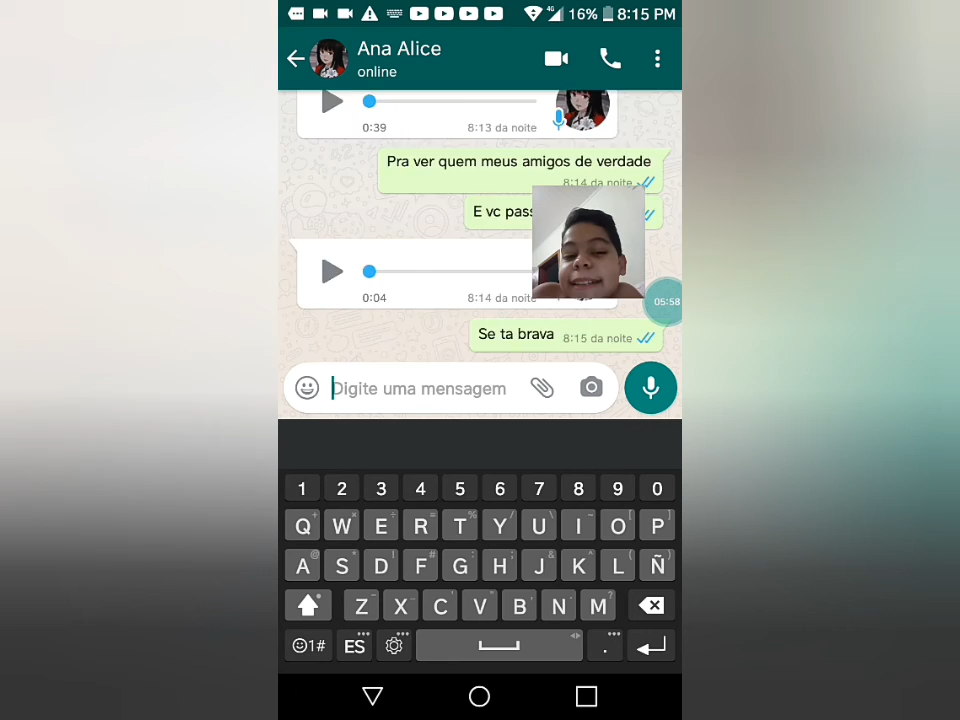 4G 16% 8:15 PM
Ana Alice
online
0:39 8:13 da noite
Pra ver quem meus amigos de verdade
8:14 da noite
E vc
0:04 8:14 da noite
05:58
Se ta brava 8:15 da noite
Digite uma mensagem
1 2 3 4 5 6 7 8 9 0
Q W E R T Y U I O P
A S D F G H J K L Ñ
Z X C V B N M
1# ES .